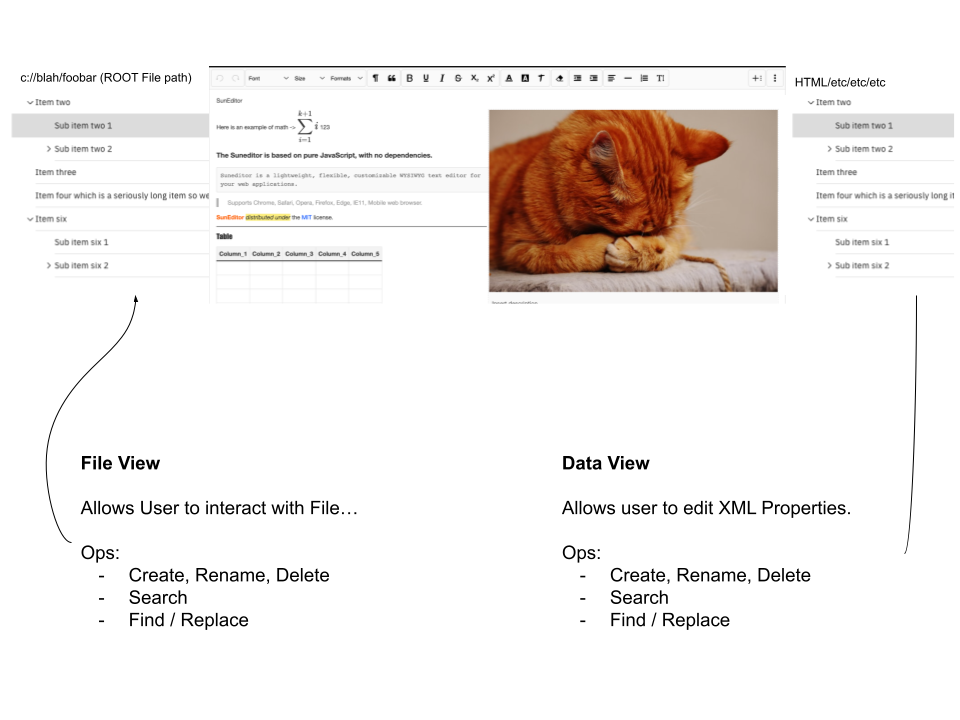 c://blah/foobar (ROOT File path)
Item two
Sub item two 1
Sub item two 2
Item three
Item four which is a seriously long item so we
Item six
Sub item six 1
Sub item six 2
Font Size Formats
SunEditor
Here is an example of math -> k+1 ∑ i=1 i 123
The Suneditor is based on pure JavaScript, with no dependencies.
Suneditor is a lightweight, flexible, customizable WYSIWYG text editor for
your web applications.
Supports Chrome, Safari, Opera, Firefox, Edge, IE11, Mobile web browser.
SunEditor distributed under the MIT license.
Table
Column_1 Column_2 Column_3 Column_4 Column_5
Insert description
HTML/etc/etc/etc
Item two
Sub item two 1
Sub item two 2
Item three
Item four which is a seriously long i
Item six
Sub item six 1
Sub item six 2
File View
Allows User to interact with File…
Ops:
- Create, Rename, Delete
- Search
- Find / Replace
Data View
Allows user to edit XML Properties.
Ops:
- Create, Rename, Delete
- Search
- Find / Replace